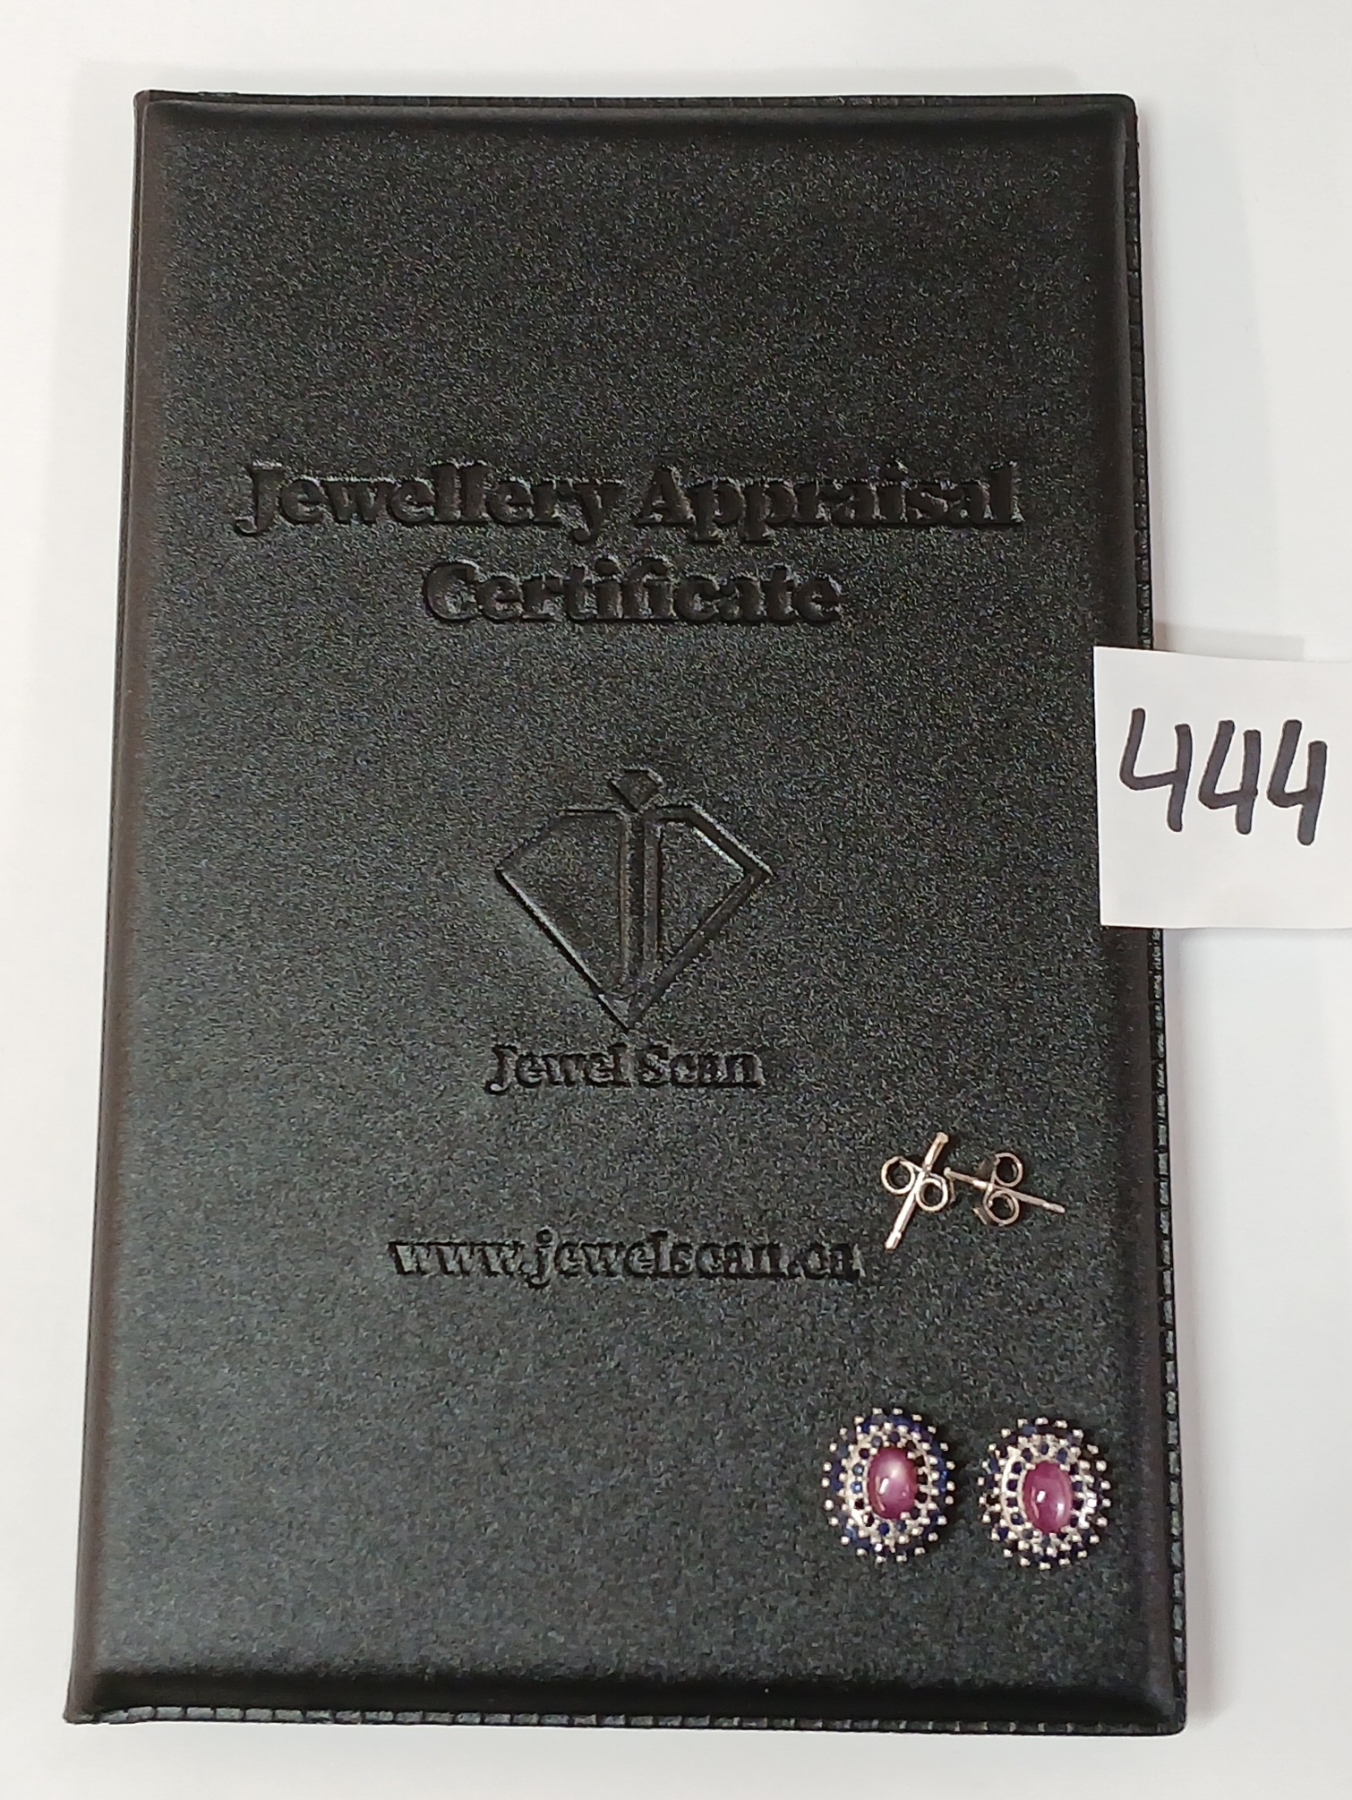 Jewellery Appraisal
Certificate
444
Jewel Scan
www.jewelscan.ca